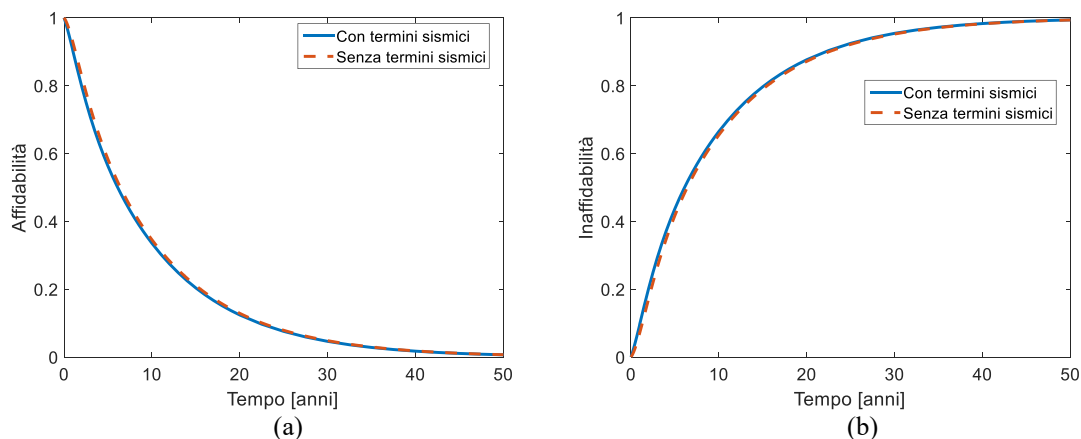 1
0.8
0.6
0.4
0.2
0
Affidabilità
Con termini sismici
Senza termini sismici
0 10 20 30 40 50
Tempo [anni]
(a)
1
0.8
0.6
0.4
0.2
0
Inaffidabilità
Con termini sismici
Senza termini sismici
0 10 20 30 40 50
Tempo [anni]
(b)